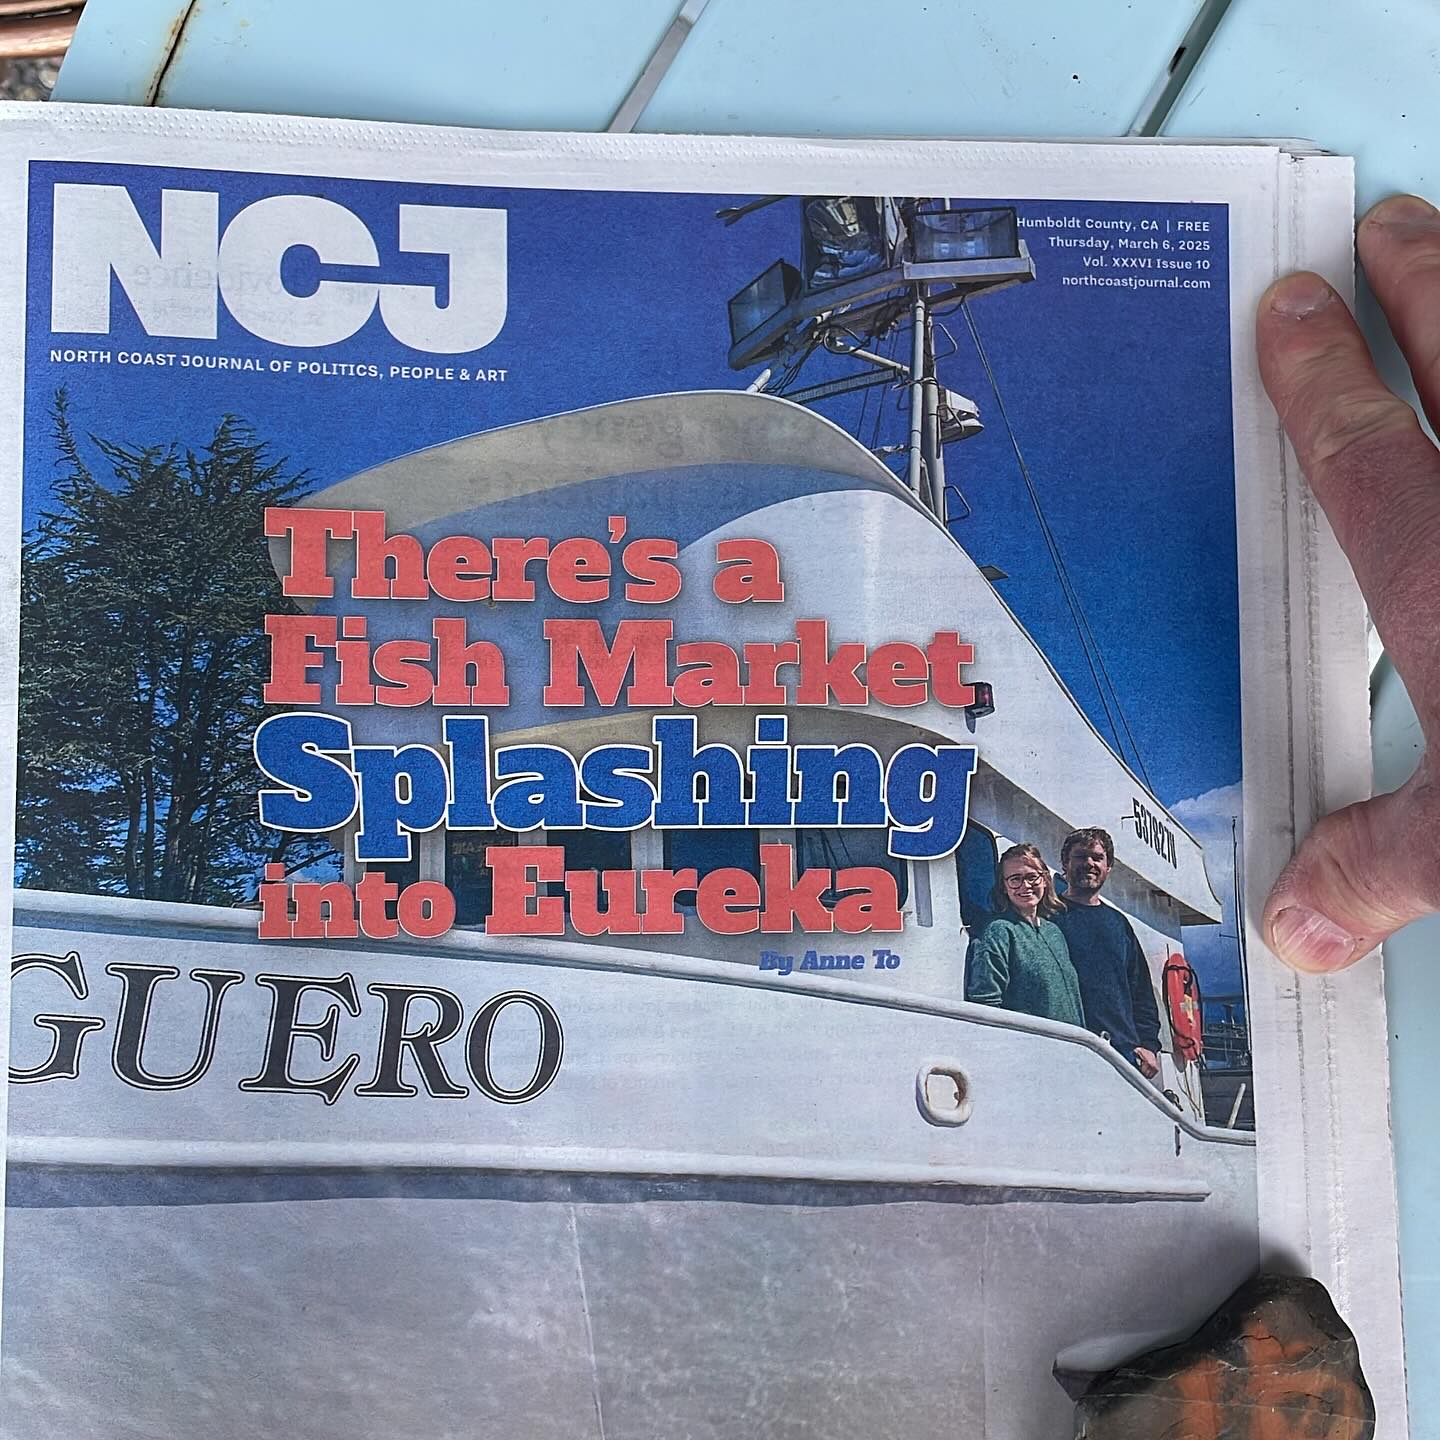 NCJ
NORTH COAST JOURNAL OF POLITICS, PEOPLE & ART
Humboldt County, CA | FREE
Thursday, March 6, 2025
Vol. XXXVI Issue 10
northcoastjournal.com
There's a
Fish Market
Splashing
into Eureka
By Anne To
5378270
GUERO